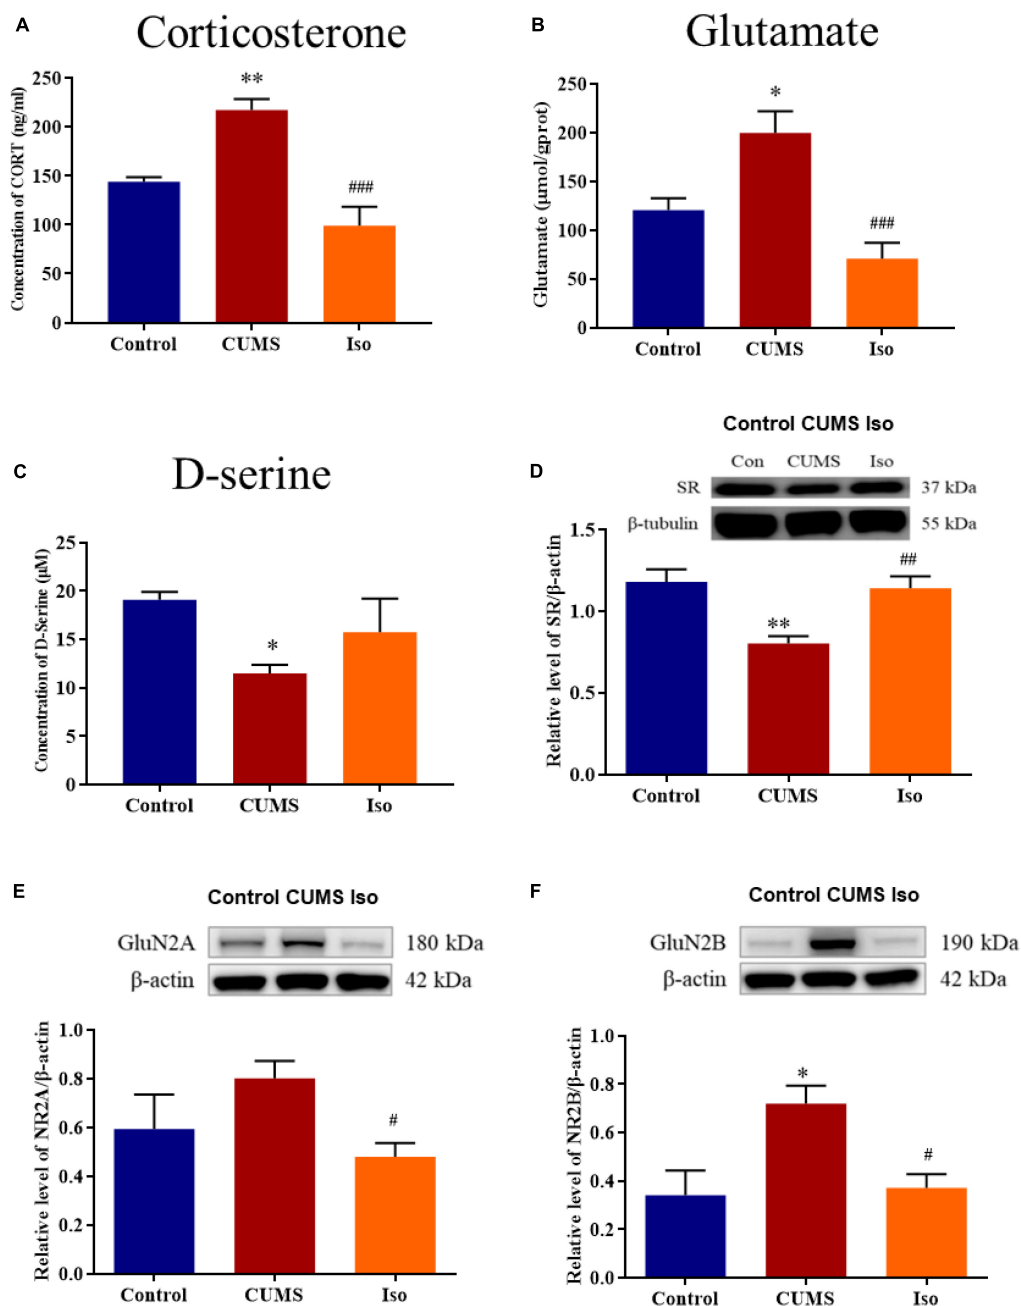 A
Corticosterone
Concentration of CORT (ng/ml)
250
200
150
100
50
0
**
###
Control CUMS Iso
B
Glutamate
Glutamate (μmol/gprot)
250
200
150
100
50
0
*
###
Control CUMS Iso
C
D-serine
Concentration of D-Serine (μM)
25
20
15
10
5
0
*
Control CUMS Iso
D
Control CUMS Iso
Con CUMS Iso
SR 37 kDa
β-tubulin 55 kDa
Relative level of SR/β-actin
1.5
1.0
0.5
0.0
**
##
Control CUMS Iso
E
Control CUMS Iso
GluN2A 180 kDa
β-actin 42 kDa
Relative level of NR2A/β-actin
1.0
0.8
0.6
0.4
0.2
0.0
#
Control CUMS Iso
F
Control CUMS Iso
GluN2B 190 kDa
β-actin 42 kDa
Relative level of NR2B/β-actin
1.0
0.8
0.6
0.4
0.2
0.0
*
#
Control CUMS Iso